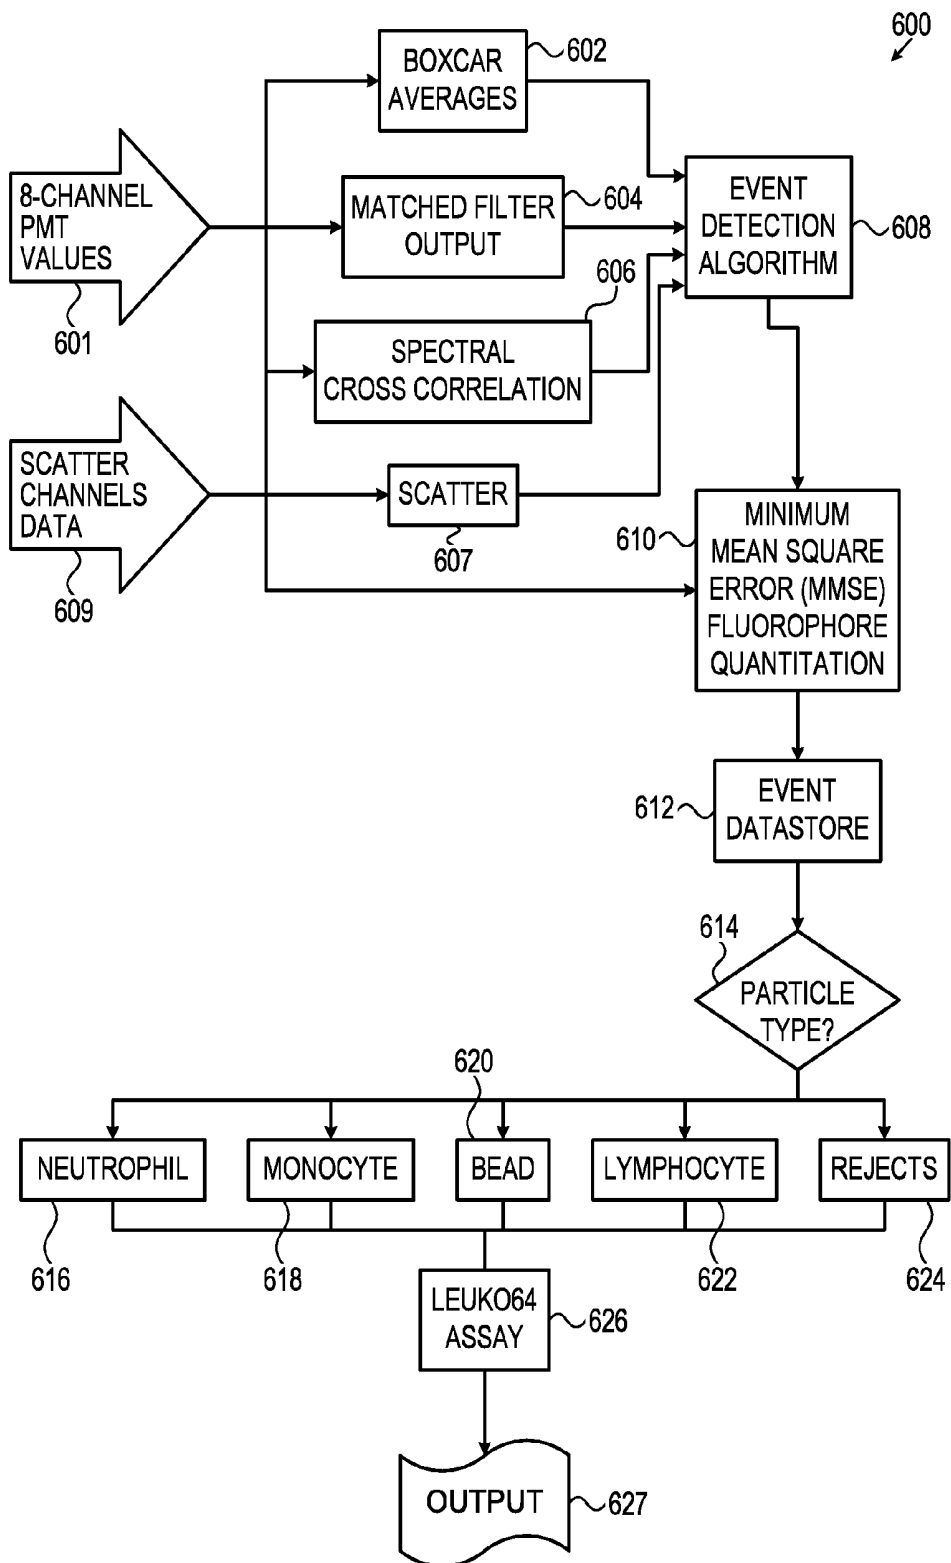 600
BOXCAR
AVERAGES
602
8-CHANNEL
PMT
VALUES
601
MATCHED FILTER
OUTPUT
604
EVENT
DETECTION
ALGORITHM
608
606
SPECTRAL
CROSS CORRELATION
SCATTER
CHANNELS
DATA
609
SCATTER
607
610
MINIMUM
MEAN SQUARE
ERROR (MMSE)
FLUOROPHORE
QUANTITATION
612
EVENT
DATASTORE
614
PARTICLE
TYPE?
620
NEUTROPHIL
MONOCYTE
BEAD
LYMPHOCYTE
REJECTS
616
618
622
624
LEUKO64
ASSAY
626
OUTPUT
627